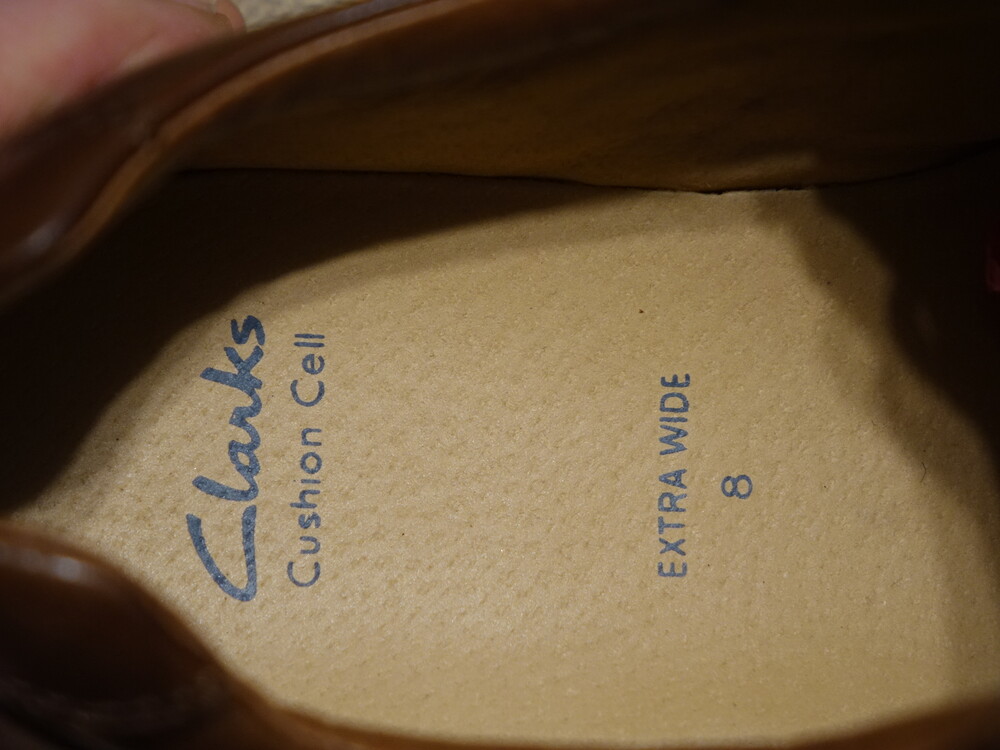 Clarks
Cushion Cell
EXTRA WIDE
8